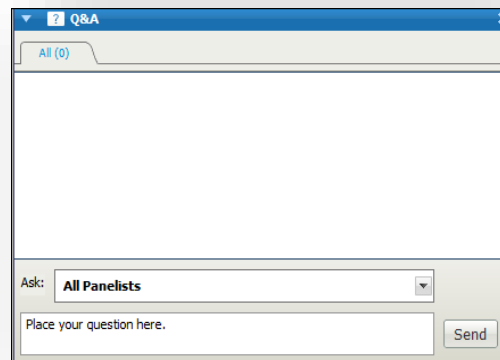 ? Q&A
All (0)
Ask: All Panelists
Place your question here.
Send